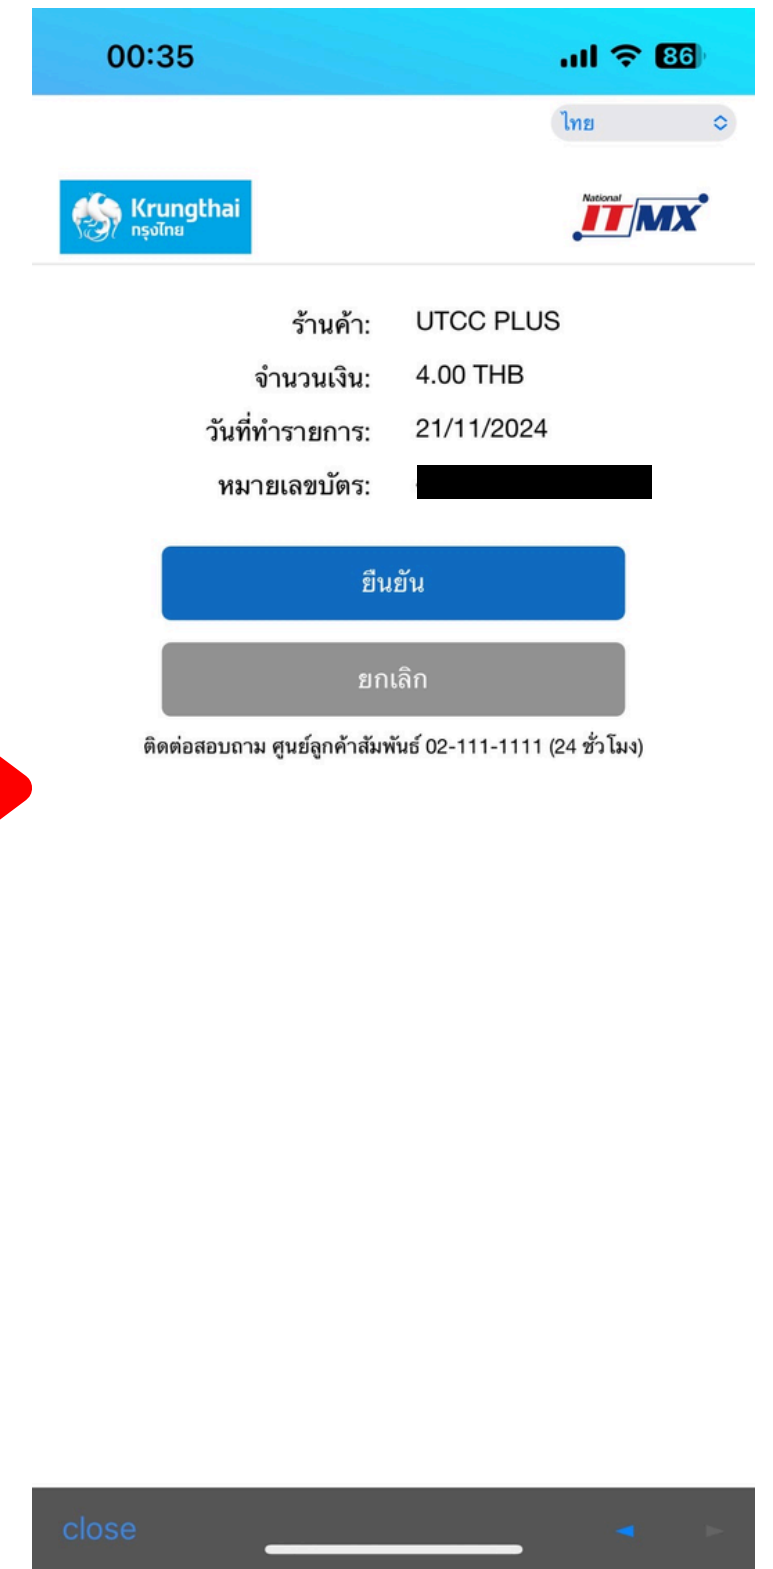 00:35 86
ไทย
Krungthai
กรุงไทย
National
ITMX
ร้านค้า: UTCC PLUS
จำนวนเงิน: 4.00 THB
วันที่ทำรายการ: 21/11/2024
หมายเลขบัตร:
ยืนยัน
ยกเลิก
ติดต่อสอบถาม ศูนย์ลูกค้าสัมพันธ์ 02-111-1111 (24 ชั่วโมง)
close